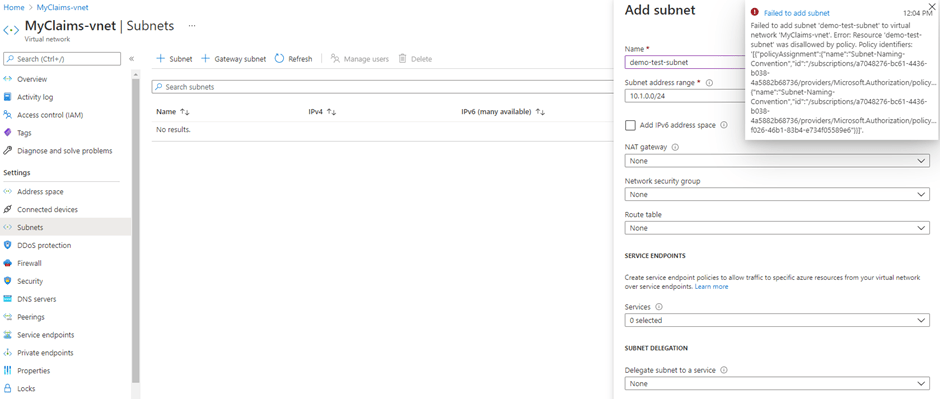 Home > MyClaims-vnet
MyClaims-vnet | Subnets ...
Virtual network
Search (Ctrl+/) «
Overview
Activity log
Access control (IAM)
Tags
Diagnose and solve problems
Settings
Address space
Connected devices
Subnets
DDoS protection
Firewall
Security
DNS servers
Peerings
Service endpoints
Private endpoints
Properties
Locks
+ Subnet + Gateway subnet Refresh Manage users Delete
Search subnets
Name ↑↓ IPv4 ↑↓ IPv6 (many available) ↑↓
No results.
Add subnet
Name *
demo-test-subnet
Subnet address range *
10.1.0.0/24
Add IPv6 address space
NAT gateway
None
Network security group
None
Route table
None
SERVICE ENDPOINTS
Create service endpoint policies to allow traffic to specific azure resources from your virtual network
over service endpoints. Learn more
Services
0 selected
SUBNET DELEGATION
Delegate subnet to a service
None
Failed to add subnet 12:04 PM
Failed to add subnet 'demo-test-subnet' to virtual
network 'MyClaims-vnet'. Error: Resource 'demo-test-
subnet' was disallowed by policy. Policy identifiers:
'[{"policyAssignment":{"name":"Subnet-Naming-
Convention","id":"/subscriptions/a7048276-bc61-4436-
b038-
4a5882b68736/providers/Microsoft.Authorization/policy...
{"name":"Subnet-Naming-
Convention","id":"/subscriptions/a7048276-bc61-4436-
b038-
4a5882b68736/providers/Microsoft.Authorization/policy...
f026-46b1-83b4-e734f05589e6"}}]'.